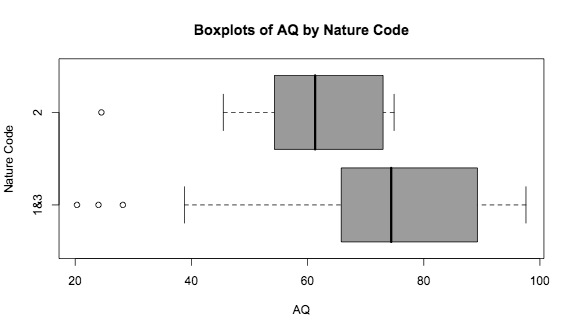 Boxplots of AQ by Nature Code
Nature Code
2
1&3
20 40 60 80 100
AQ